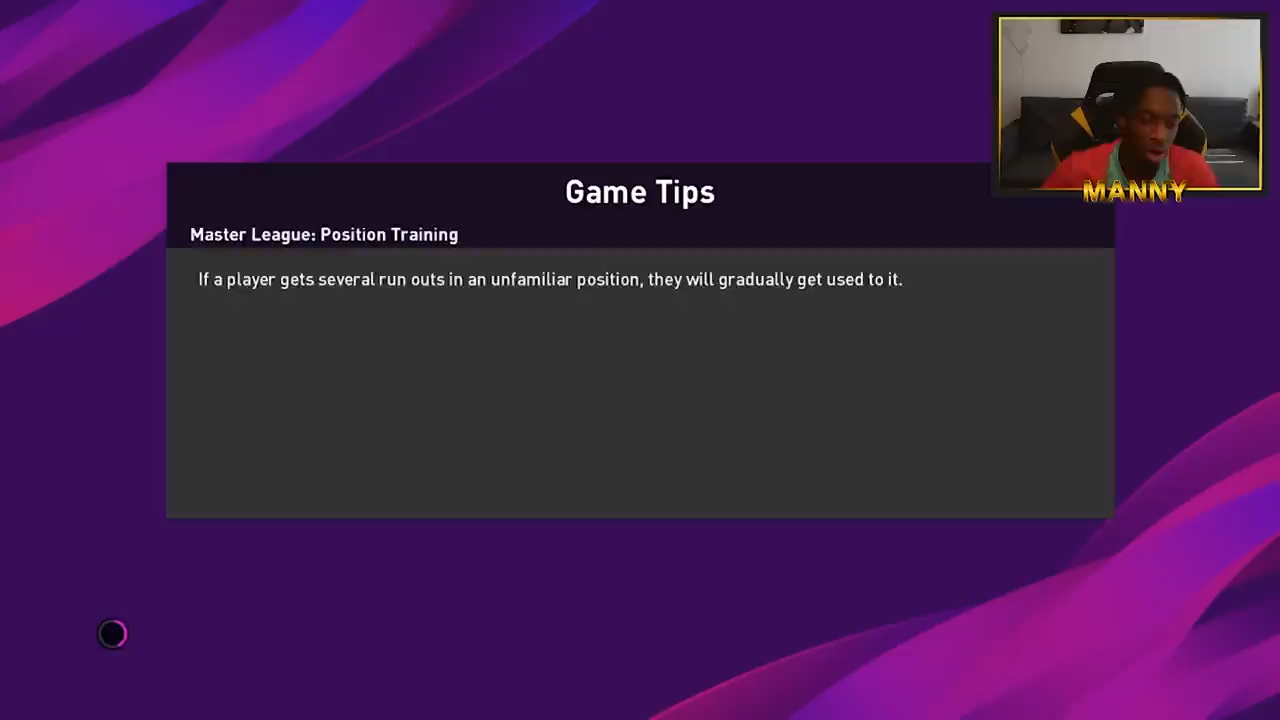 Game Tips
Master League: Position Training
If a player gets several run outs in an unfamiliar position, they will gradually get used to it.
MANNY